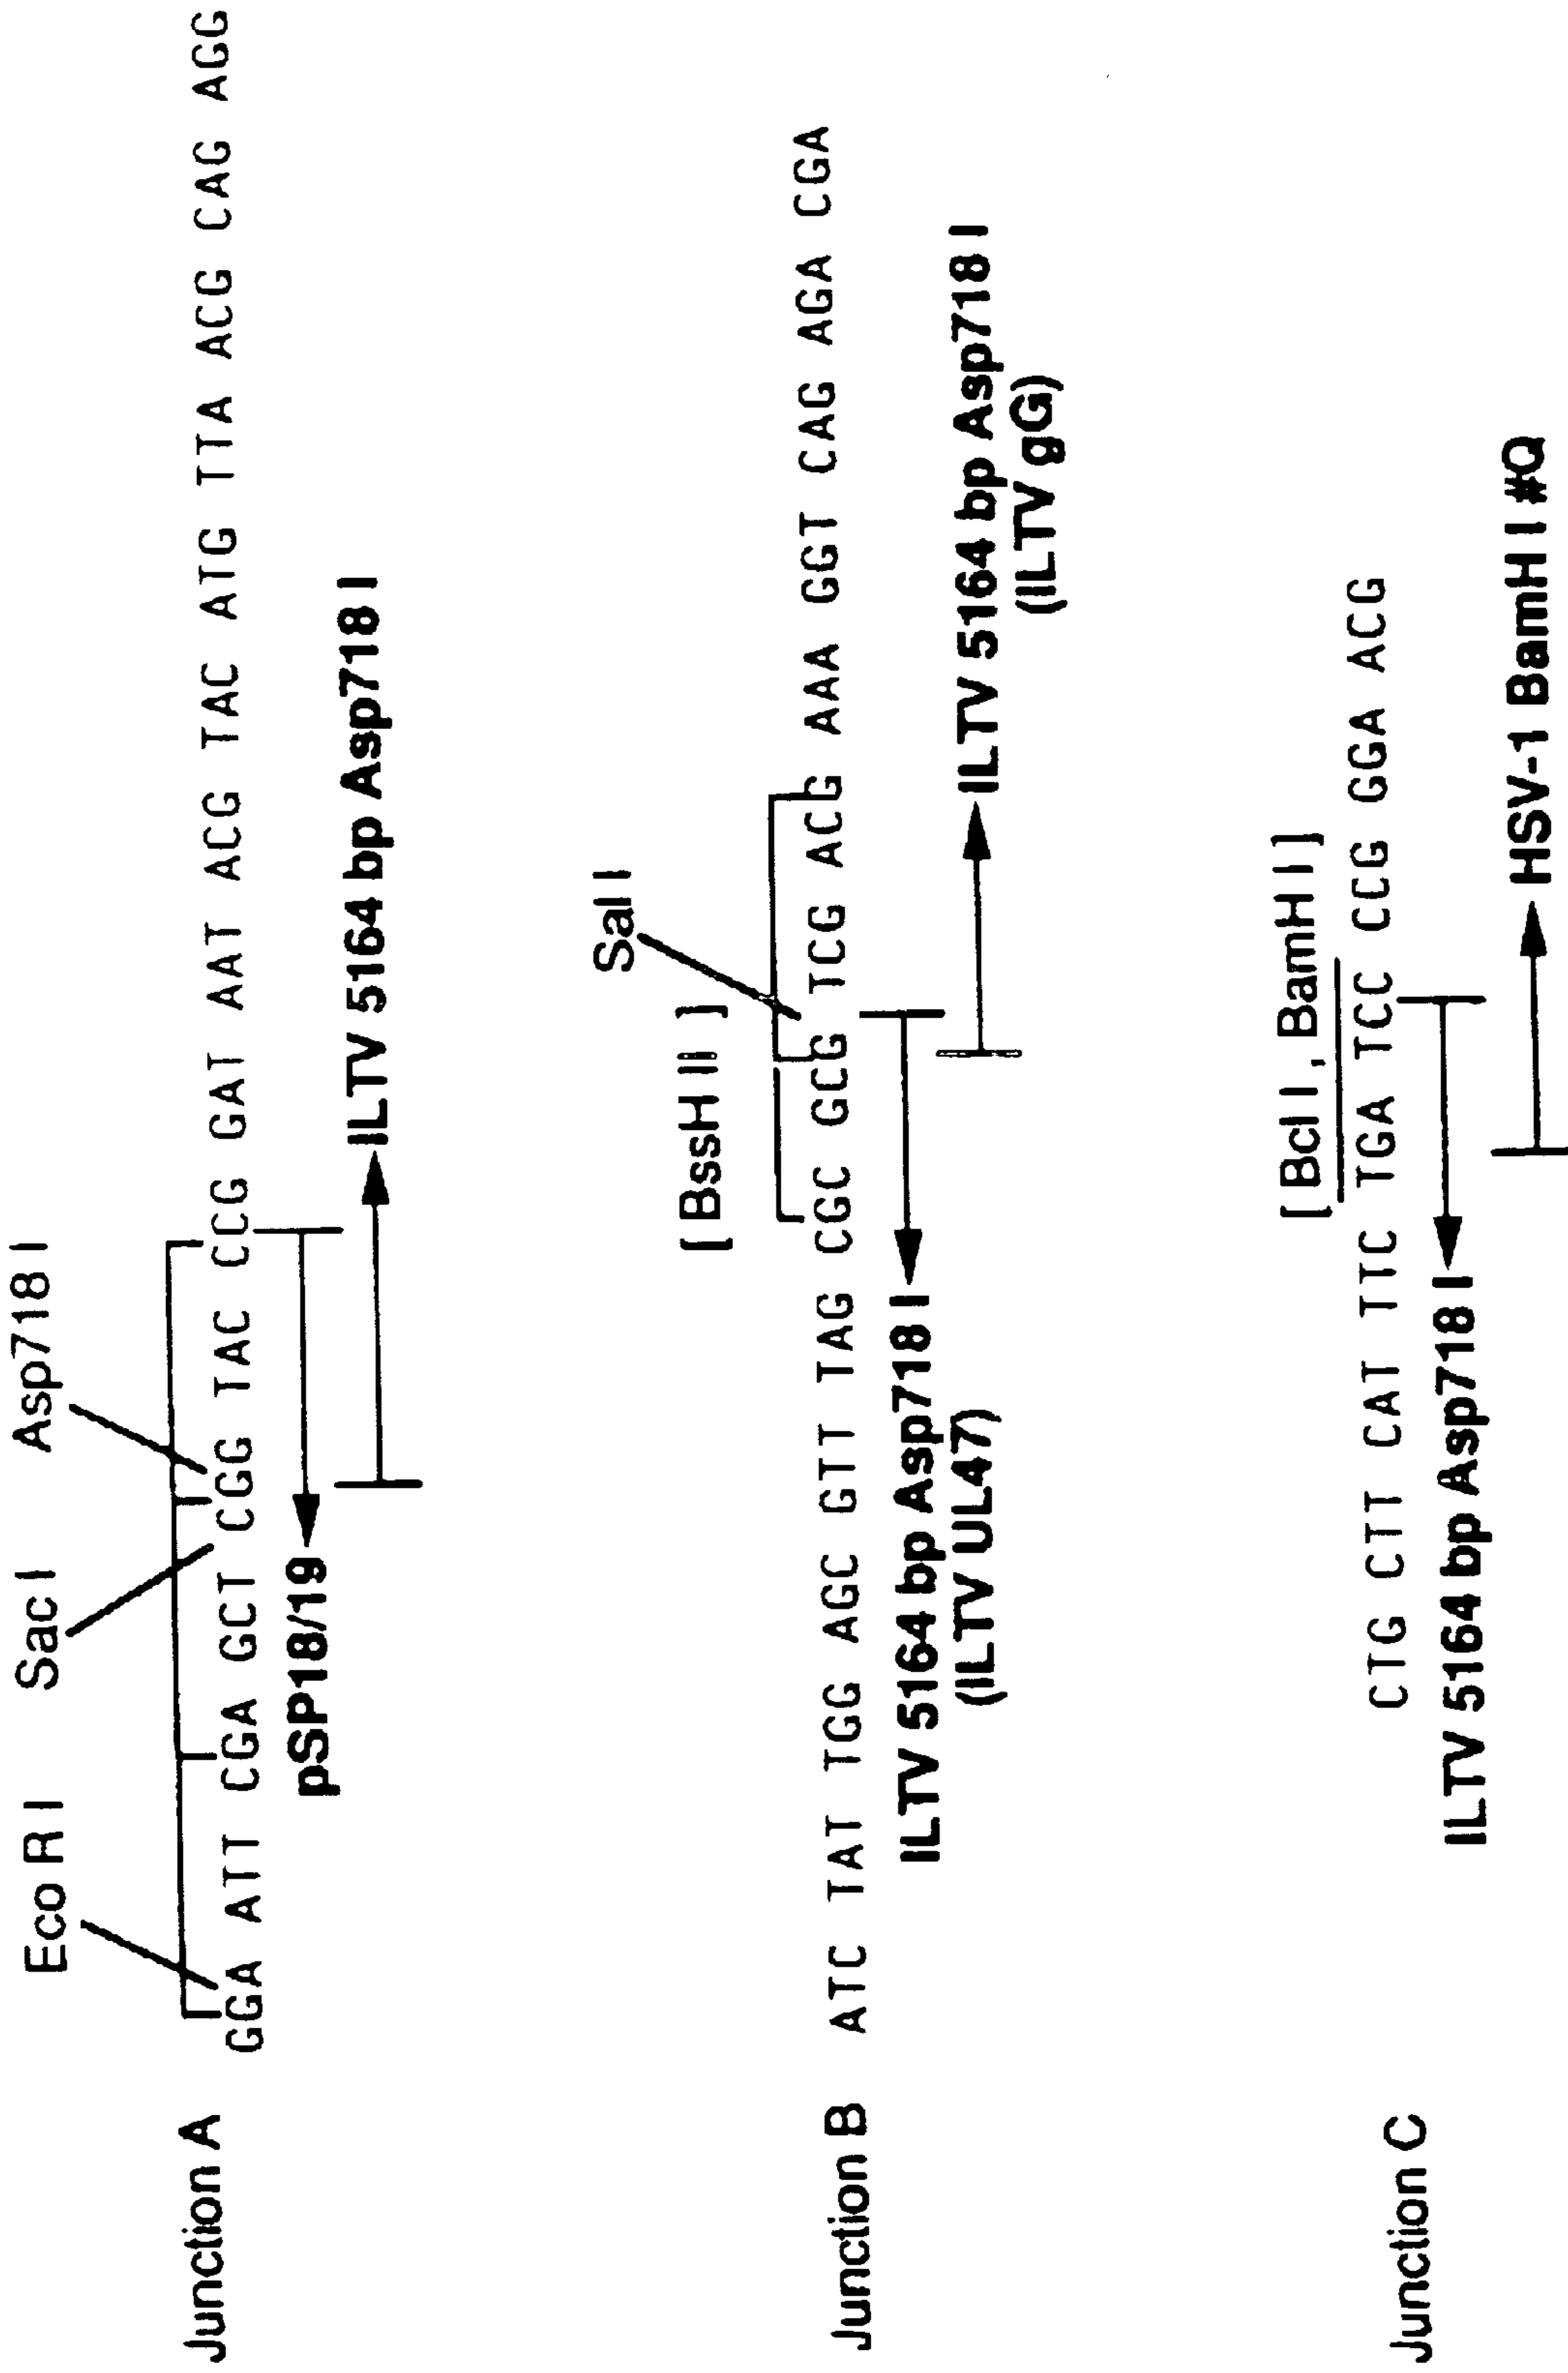 Eco R I Sac I Asp718 I
Junction A GGA ATT CGA GCT CGG TAC CCG GAT AAT ACG TAC ATG TTA ACG CAG AGG
pSP18/19
ILTV 5164 bp Asp718 I
[BssH II] Sal I
Junction B ATC TAT TGG AGC GTT TAG CGC GCG TCG ACG AAA GGT CAG AGA CGA
ILTV 5164 bp Asp718 I
(ILTV UL47)
ILTV 5164 bp Asp718 I
(ILTV gG)
[Bcl I, BamH I]
Junction C CTG CTT CAT TTC TGA TCC CCG GGA ACG
ILTV 5164 bp Asp718 I
HSV-1 BamH I #Q